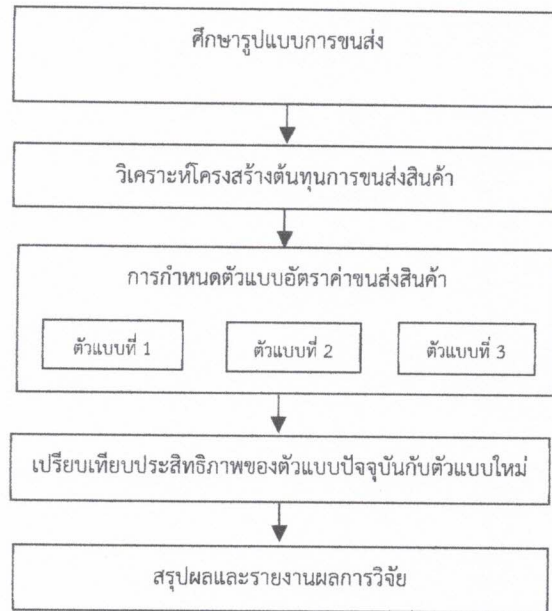 ศึกษารูปแบบการขนส่ง
วิเคราะห์โครงสร้างต้นทุนการขนส่งสินค้า
การกำหนดตัวแบบอัตราค่าขนส่งสินค้า
ตัวแบบที่ 1
ตัวแบบที่ 2
ตัวแบบที่ 3
เปรียบเทียบประสิทธิภาพของตัวแบบปัจจุบันกับตัวแบบใหม่
สรุปผลและรายงานผลการวิจัย